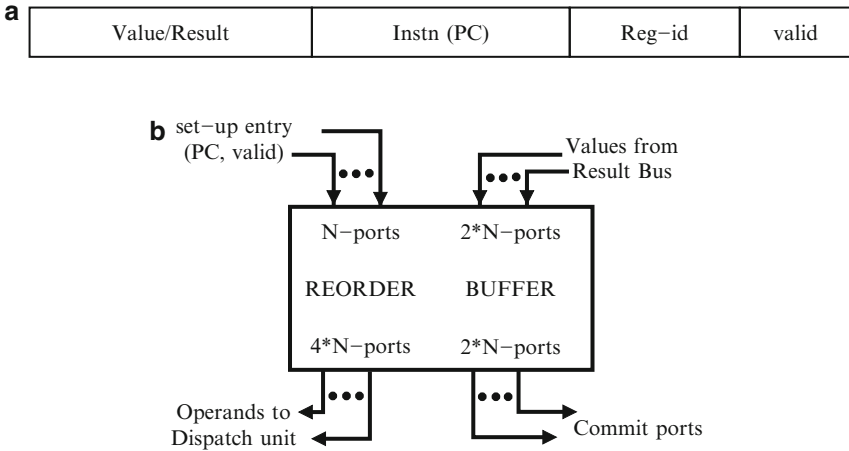 a
Value/Result Instn (PC) Reg−id valid
b set−up entry
(PC, valid)
Values from
Result Bus
N−ports 2*N−ports
REORDER BUFFER
4*N−ports 2*N−ports
Operands to
Dispatch unit
Commit ports